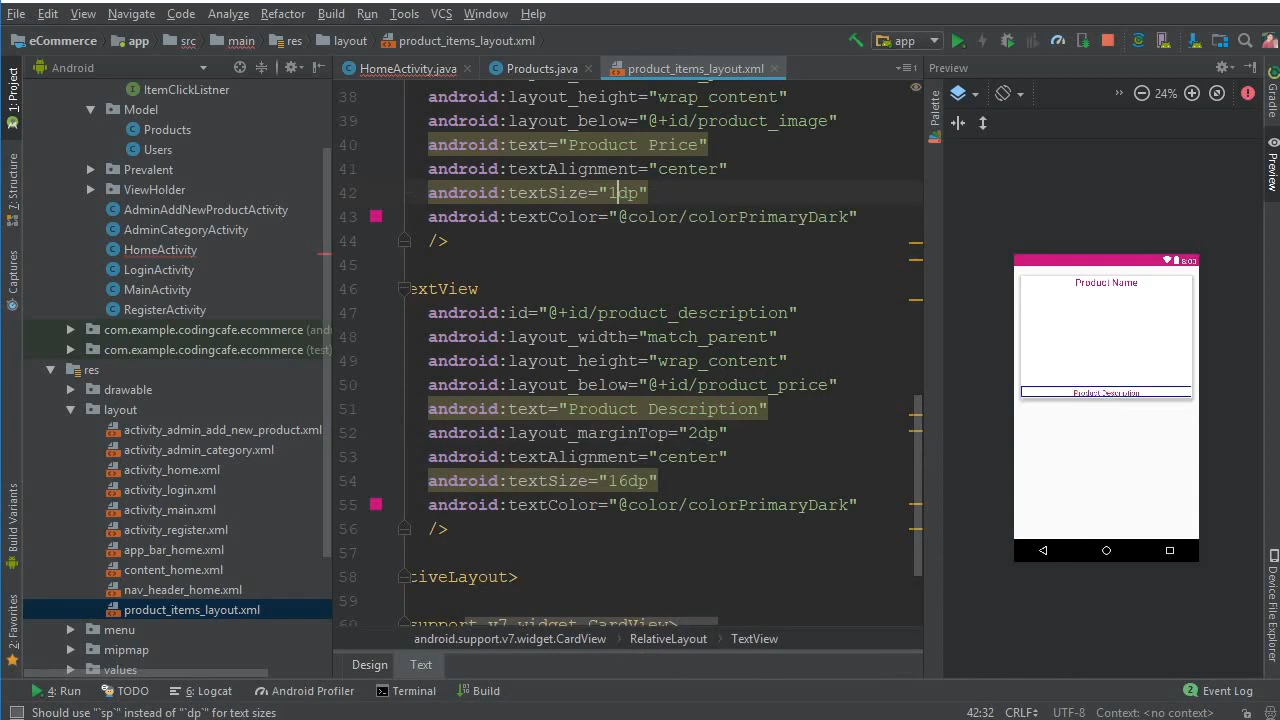 File Edit View Navigate Code Analyze Refactor Build Run Tools VCS Window Help
eCommerce app src main res layout product_items_layout.xml app
Android HomeActivity.java Products.java product_items_layout.xml Preview
1: Project
7: Structure
Captures
Build Variants
2: Favorites
ItemClickListner
Model
Products
Users
Prevalent
ViewHolder
AdminAddNewProductActivity
AdminCategoryActivity
HomeActivity
LoginActivity
MainActivity
RegisterActivity
com.example.codingcafe.ecommerce (and
com.example.codingcafe.ecommerce (test)
res
drawable
layout
activity_admin_add_new_product.xml
activity_admin_category.xml
activity_home.xml
activity_login.xml
activity_main.xml
activity_register.xml
app_bar_home.xml
content_home.xml
nav_header_home.xml
product_items_layout.xml
menu
mipmap
values
38 android:layout_height="wrap_content"
39 android:layout_below="@+id/product_image"
40 android:text="Product Price"
41 android:textAlignment="center"
42 android:textSize="1dp"
43 android:textColor="@color/colorPrimaryDark"
44 />
45
46 extView
47 android:id="@+id/product_description"
48 android:layout_width="match_parent"
49 android:layout_height="wrap_content"
50 android:layout_below="@+id/product_price"
51 android:text="Product Description"
52 android:layout_marginTop="2dp"
53 android:textAlignment="center"
54 android:textSize="16dp"
55 android:textColor="@color/colorPrimaryDark"
56 />
57
58 tiveLayout>
59
60 support.v7.widget.CardView>
android.support.v7.widget.CardView RelativeLayout TextView
Design Text
Palette
» 24%
8:00
Product Name
Product Description
Gradle
Preview
Device File Explorer
4: Run TODO 6: Logcat Android Profiler Terminal Build 2 Event Log
Should use "`sp`" instead of "`dp`" for text sizes 42:32 CRLF UTF-8 Context: <no context>